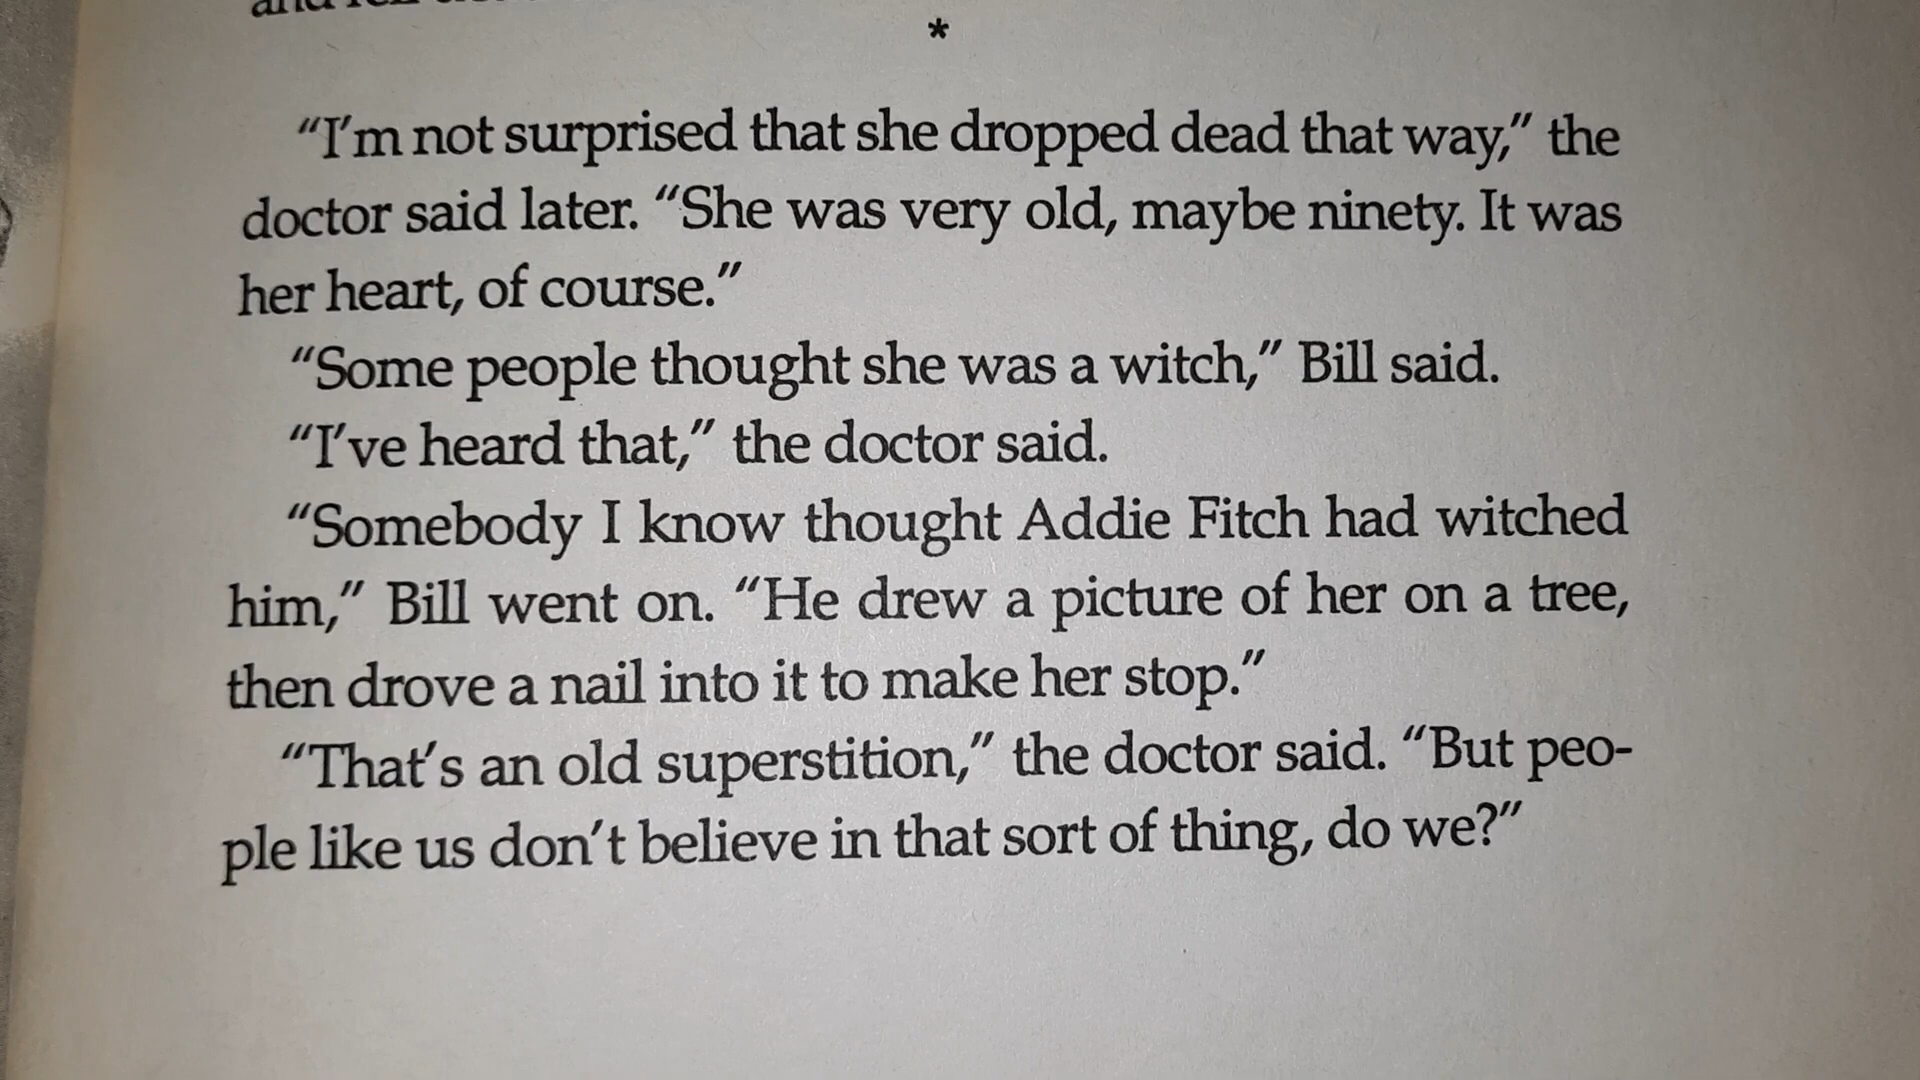 *
“I’m not surprised that she dropped dead that way,” the
doctor said later. “She was very old, maybe ninety. It was
her heart, of course.”
“Some people thought she was a witch,” Bill said.
“I’ve heard that,” the doctor said.
“Somebody I know thought Addie Fitch had witched
him,” Bill went on. “He drew a picture of her on a tree,
then drove a nail into it to make her stop.”
“That’s an old superstition,” the doctor said. “But peo-
ple like us don’t believe in that sort of thing, do we?”